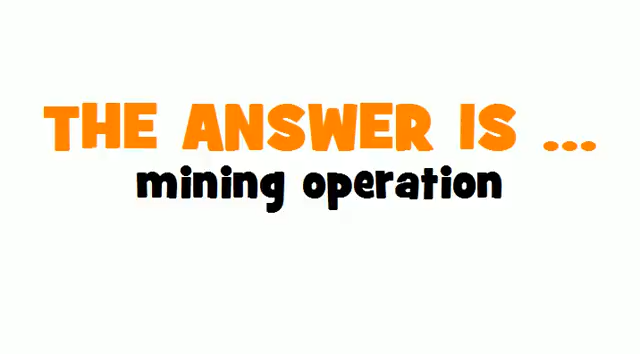 THE ANSWER IS ...
mining operation